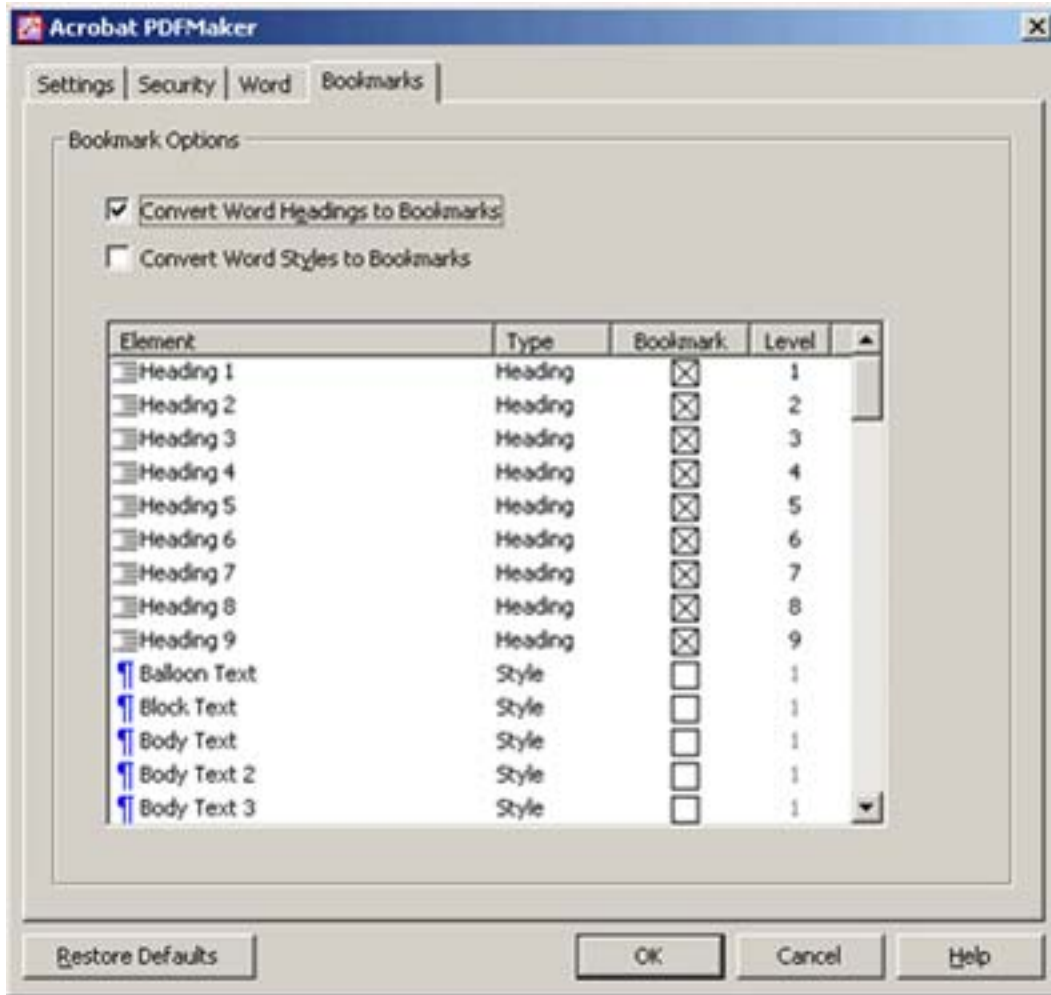 Acrobat PDFMaker
Settings Security Word Bookmarks
Bookmark Options
Convert Word Headings to Bookmarks
Convert Word Styles to Bookmarks
Element Type Bookmark Level
Heading 1 Heading 1
Heading 2 Heading 2
Heading 3 Heading 3
Heading 4 Heading 4
Heading 5 Heading 5
Heading 6 Heading 6
Heading 7 Heading 7
Heading 8 Heading 8
Heading 9 Heading 9
¶ Balloon Text Style 1
¶ Block Text Style 1
¶ Body Text Style 1
¶ Body Text 2 Style 1
¶ Body Text 3 Style 1
Restore Defaults OK Cancel Help